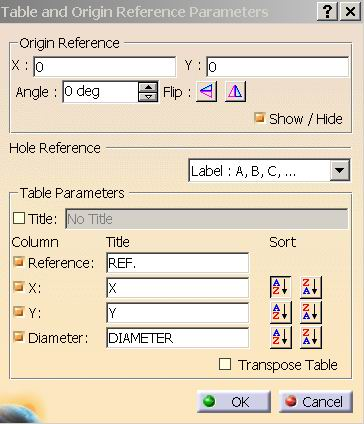 Table and Origin Reference Parameters ? X
Origin Reference
X : 0 Y : 0
Angle : 0 deg Flip :
Show / Hide
Hole Reference
Label : A, B, C, ...
Table Parameters
Title: No Title
Column Title Sort
Reference: REF.
X: X A Z Z A
Y: Y A Z Z A
Diameter: DIAMETER A Z Z A
Transpose Table
OK Cancel